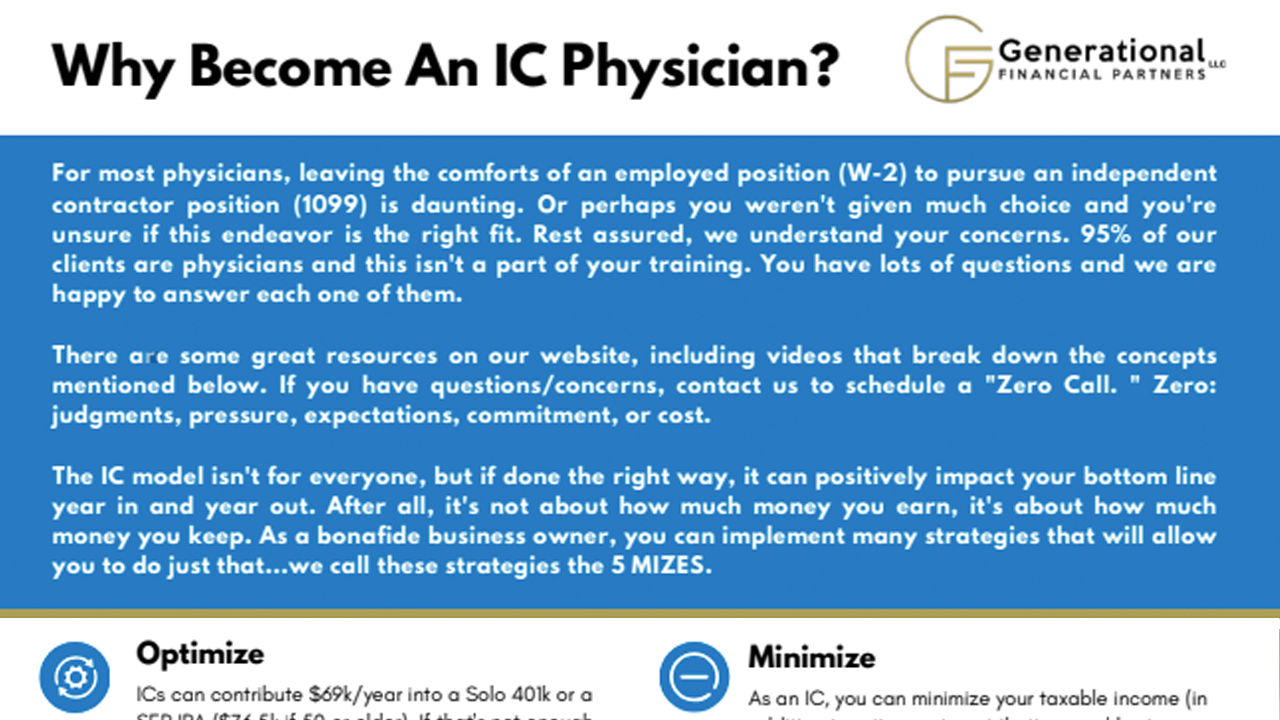 Why Become An IC Physician?
Generational LLC
FINANCIAL PARTNERS
For most physicians, leaving the comforts of an employed position (W-2) to pursue an independent
contractor position (1099) is daunting. Or perhaps you weren't given much choice and you're
unsure if this endeavor is the right fit. Rest assured, we understand your concerns. 95% of our
clients are physicians and this isn't a part of your training. You have lots of questions and we are
happy to answer each one of them.
There are some great resources on our website, including videos that break down the concepts
mentioned below. If you have questions/concerns, contact us to schedule a "Zero Call. " Zero:
judgments, pressure, expectations, commitment, or cost.
The IC model isn't for everyone, but if done the right way, it can positively impact your bottom line
year in and year out. After all, it's not about how much money you earn, it's about how much
money you keep. As a bonafide business owner, you can implement many strategies that will allow
you to do just that...we call these strategies the 5 MIZES.
Optimize
ICs can contribute $69k/year into a Solo 401k or a
Minimize
As an IC, you can minimize your taxable income (in